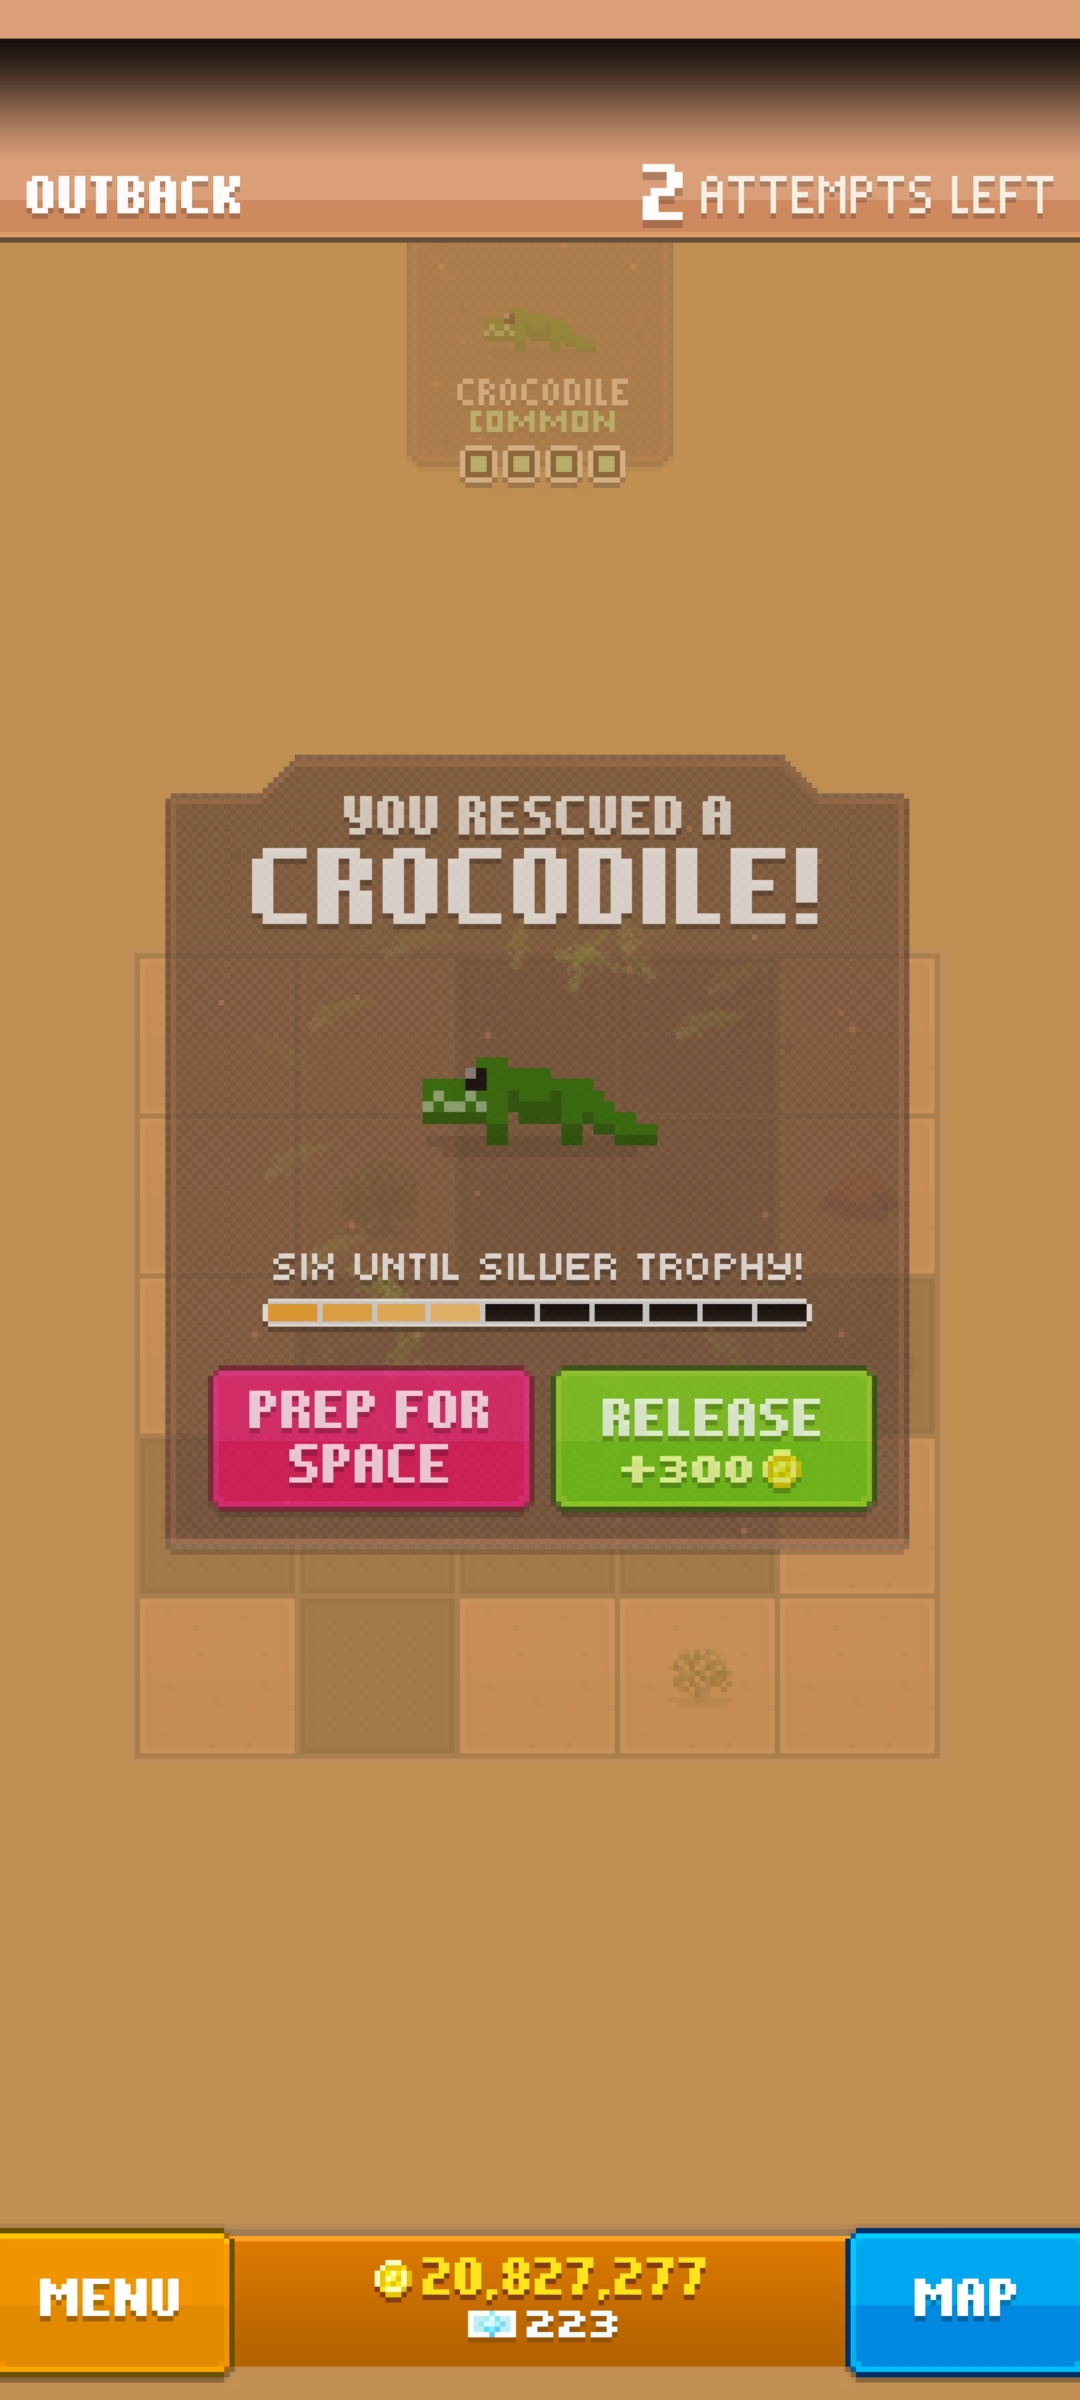 OUTBACK
2 ATTEMPTS LEFT
CROCODILE
COMMON
YOU RESCUED A
CROCODILE!
SIX UNTIL SILVER TROPHY!
PREP FOR
SPACE
RELEASE
+300
MENU
20,827,277
223
MAP